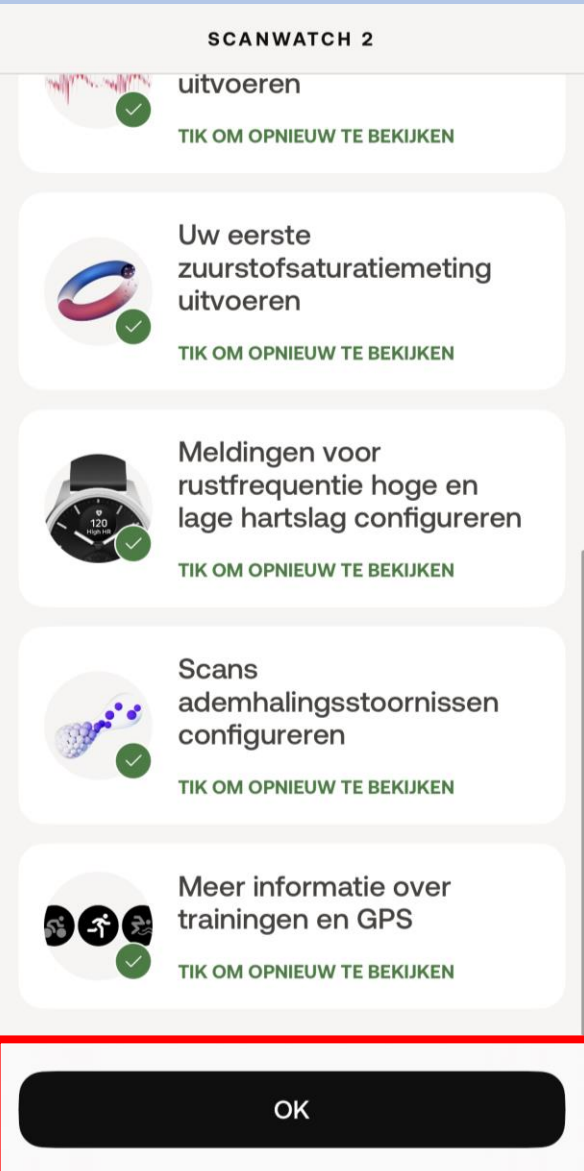 SCANWATCH 2
uitvoeren
TIK OM OPNIEUW TE BEKIJKEN
Uw eerste
zuurstofsaturatiemeting
uitvoeren
TIK OM OPNIEUW TE BEKIJKEN
Meldingen voor
rustfrequentie hoge en
lage hartslag configureren
120
High HR
TIK OM OPNIEUW TE BEKIJKEN
Scans
ademhalingsstoornissen
configureren
TIK OM OPNIEUW TE BEKIJKEN
Meer informatie over
trainingen en GPS
TIK OM OPNIEUW TE BEKIJKEN
OK